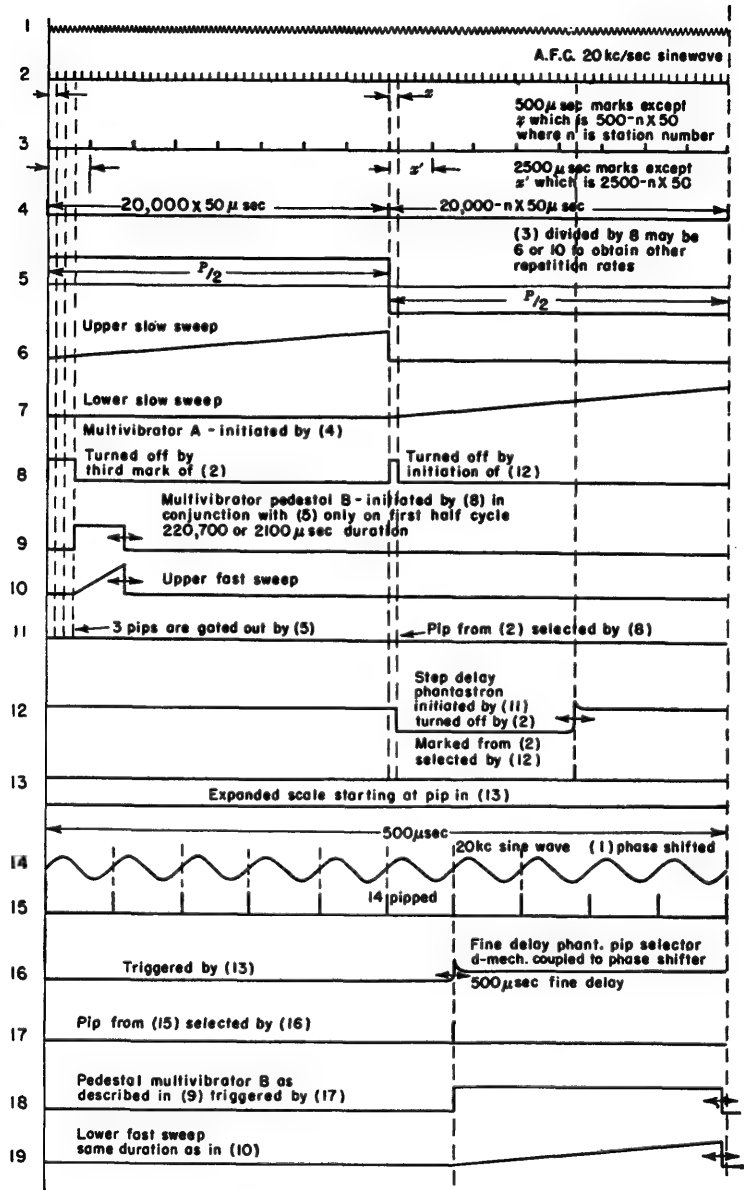 1
A.F.G. 20 kc/sec sinewave
2
x
500μ sec marks except
x which is 500-n X 50
where n is station number
3
x'
2500 μ sec marks except
x' which is 2500-n X 50
20,000 x 50 μ sec
20,000-n X 50μ sec
4
(3) divided by 8 may be
6 or 10 to obtain other
repetition rates
P/2
5
P/2
Upper slow sweep
6
Lower slow sweep
7
Multivibrator A - initiated by (4)
Turned off by
third mark of (2)
Turned off by
initiation of (12)
8
Multivibrator pedestal B - initiated by (8) in
conjunction with (5) only on first half cycle
220,700 or 2100 μ sec duration
9
Upper fast sweep
10
11
3 pips are gated out by (5)
Pip from (2) selected by (8)
Step delay
phantastron
initiated by (11)
turned off by (2)
12
Marked from (2)
selected by (12)
13
Expanded scale starting at pip in (13)
500μsec
20kc sine wave (1) phase shifted
14
14 pipped
15
Fine delay phant. pip selector
d-mech. coupled to phase shifter
Triggered by (13)
16
500μsec fine delay
Pip from (15) selected by (16)
17
Pedestal multivibrator B as
described in (9) triggered by (17)
18
Lower fast sweep
same duration as in (10)
19